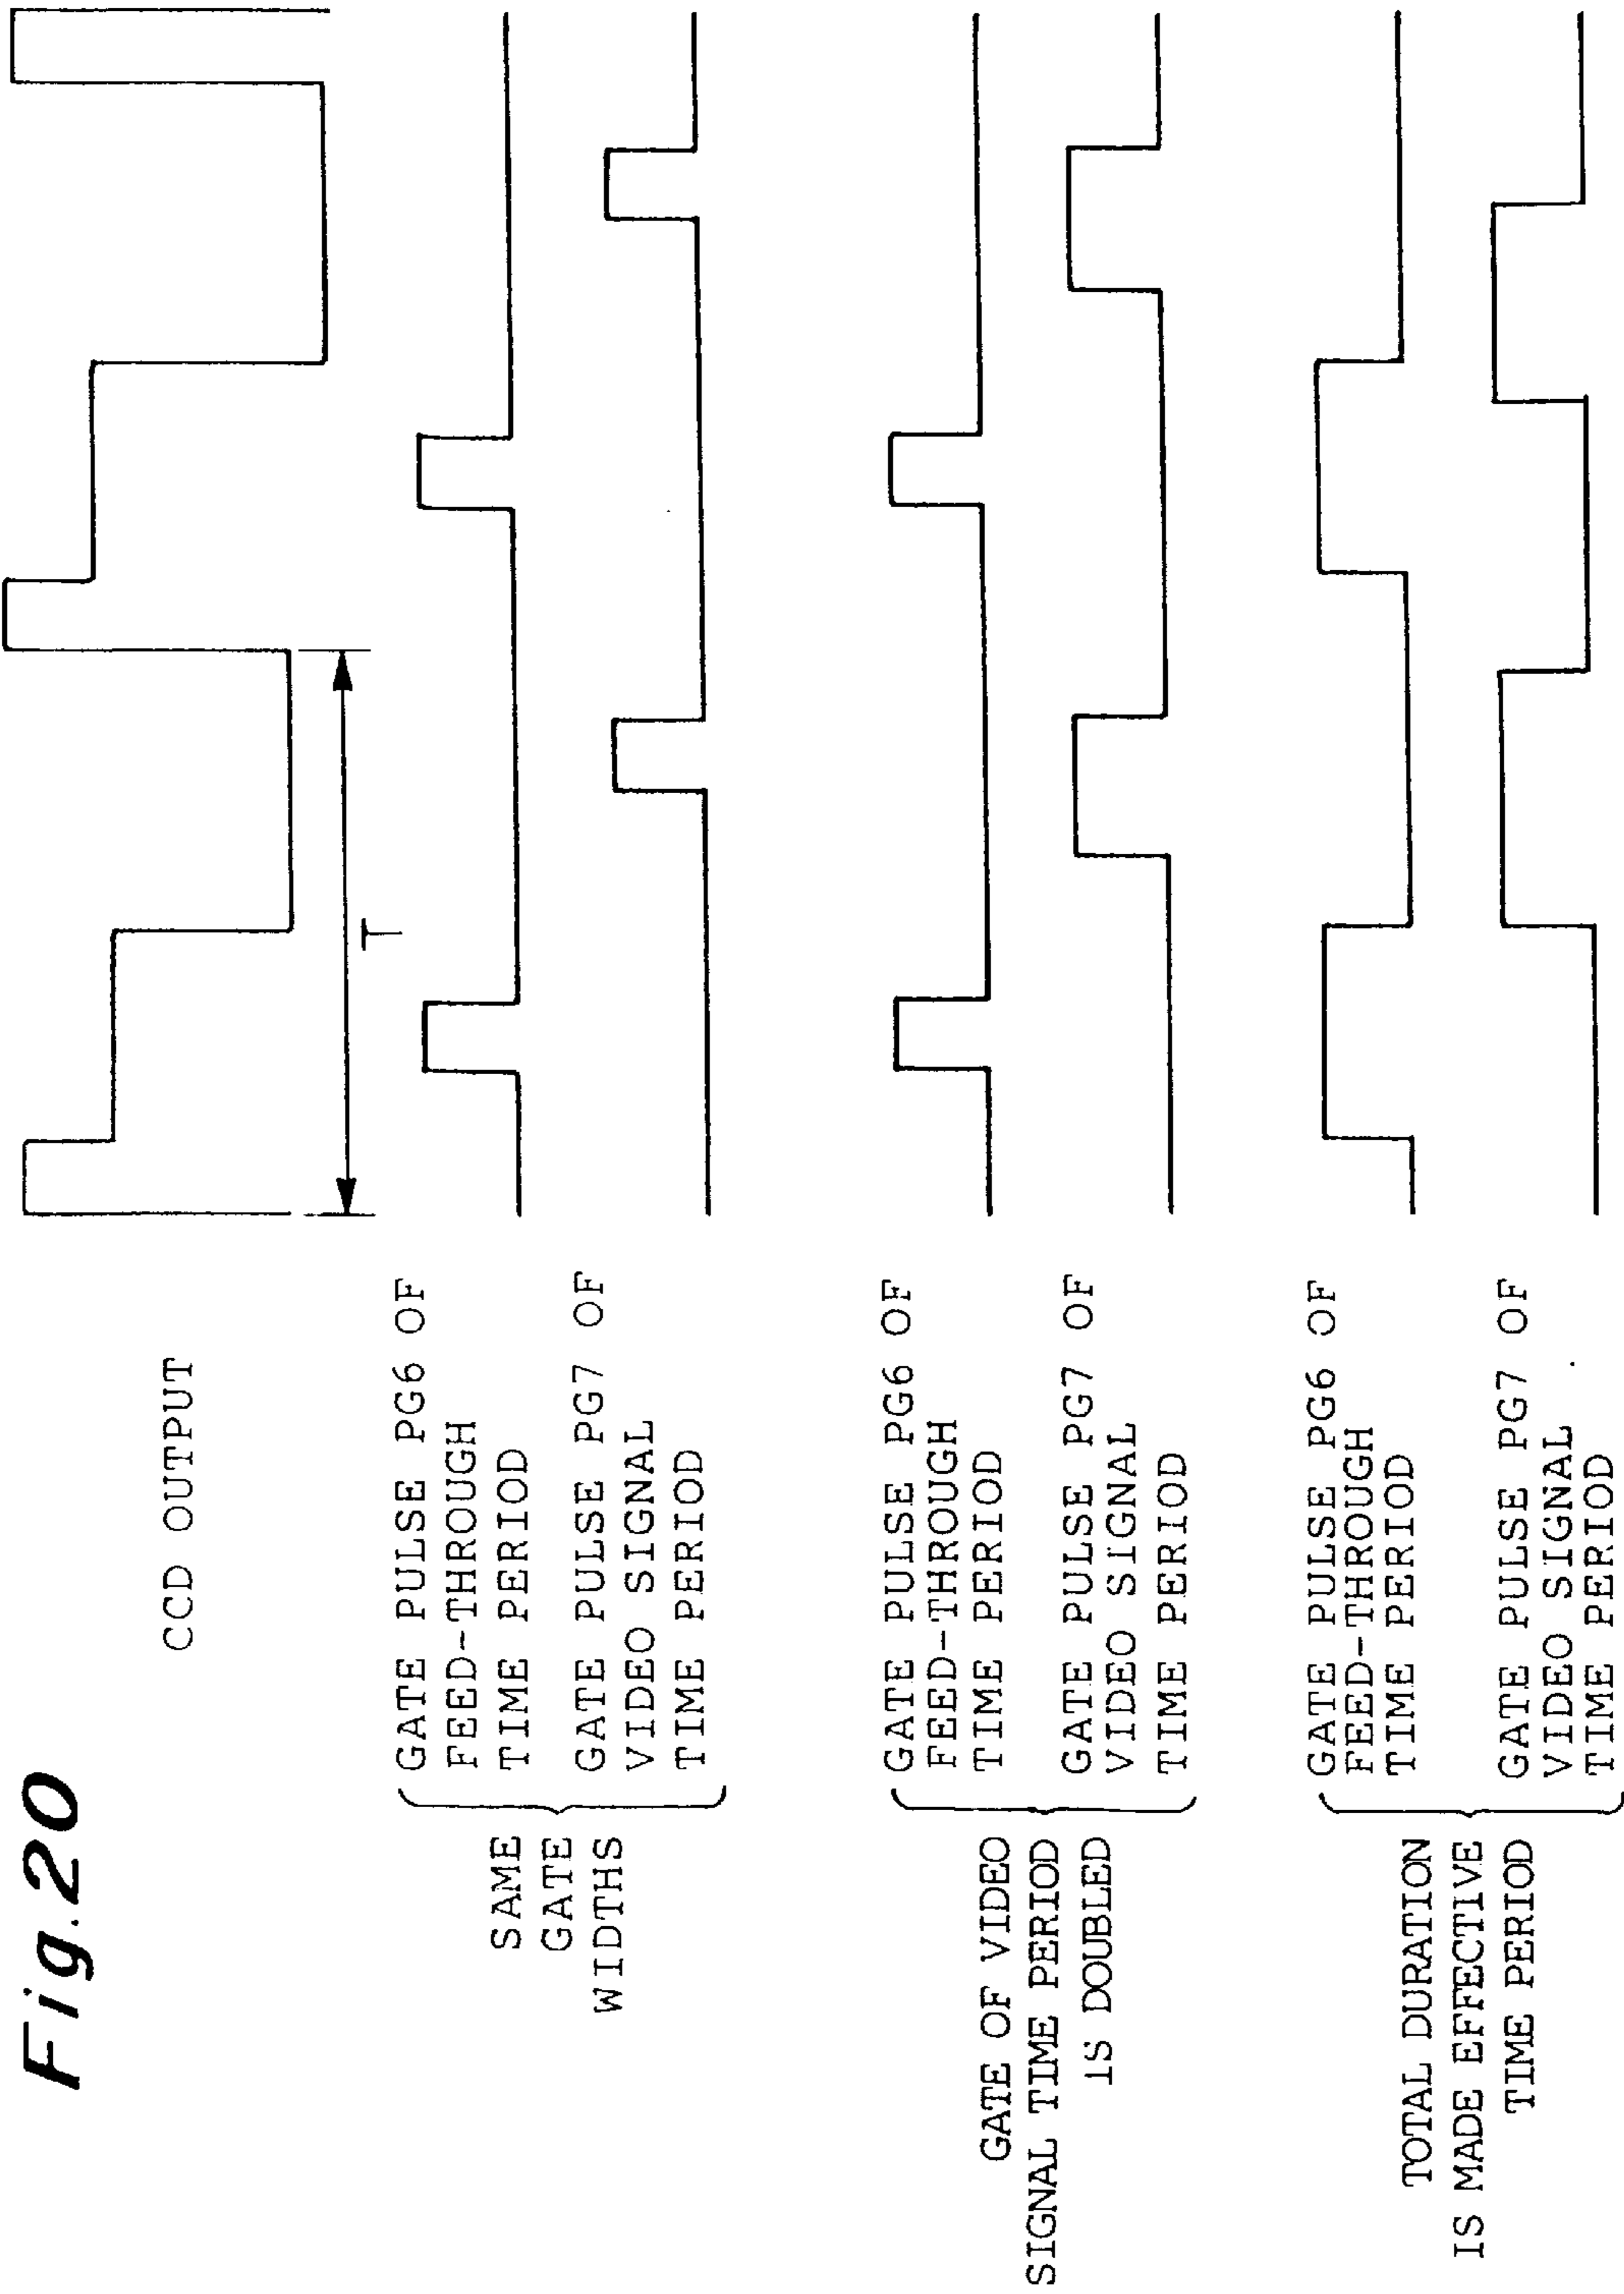 Fig.20
CCD OUTPUT
T
SAME
GATE
WIDTHS
GATE PULSE PG6 OF
FEED-THROUGH
TIME PERIOD
GATE PULSE PG7 OF
VIDEO SIGNAL
TIME PERIOD
GATE OF VIDEO
SIGNAL TIME PERIOD
IS DOUBLED
GATE PULSE PG6 OF
FEED-THROUGH
TIME PERIOD
GATE PULSE PG7 OF
VIDEO SIGNAL
TIME PERIOD
TOTAL DURATION
IS MADE EFFECTIVE
TIME PERIOD
GATE PULSE PG6 OF
FEED-THROUGH
TIME PERIOD
GATE PULSE PG7 OF
VIDEO SIGNAL
TIME PERIOD